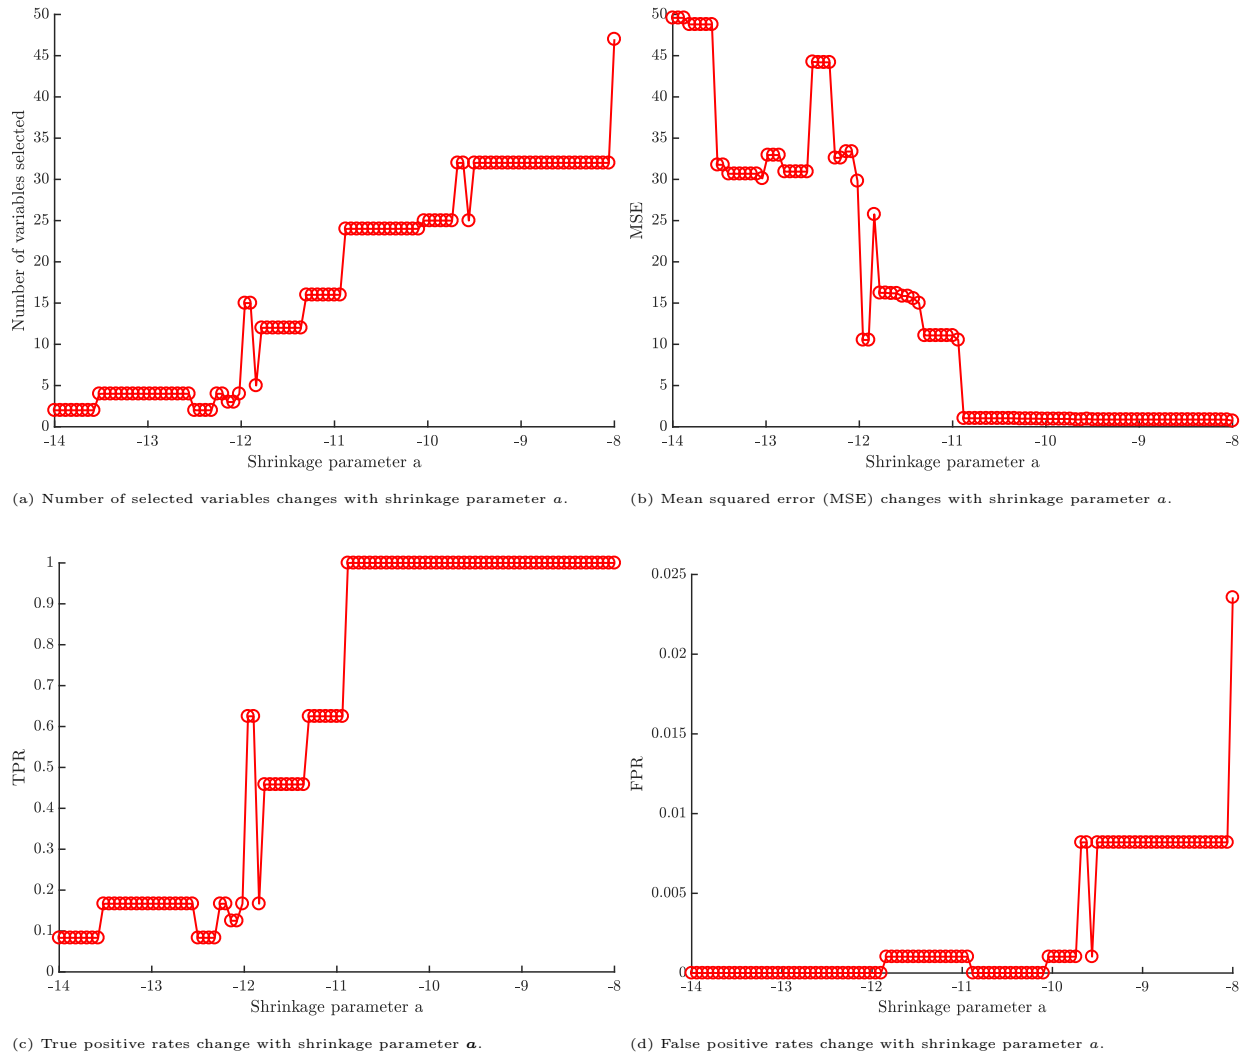 50
45
40
35
30
25
20
15
10
5
0
Number of variables selected
-14 -13 -12 -11 -10 -9 -8
Shrinkage parameter a
(a) Number of selected variables changes with shrinkage parameter a.
50
45
40
35
30
25
20
15
10
5
0
MSE
-14 -13 -12 -11 -10 -9 -8
Shrinkage parameter a
(b) Mean squared error (MSE) changes with shrinkage parameter a.
1
0.9
0.8
0.7
0.6
0.5
0.4
0.3
0.2
0.1
0
TPR
-14 -13 -12 -11 -10 -9 -8
Shrinkage parameter a
(c) True positive rates change with shrinkage parameter a.
0.025
0.02
0.015
0.01
0.005
0
FPR
-14 -13 -12 -11 -10 -9 -8
Shrinkage parameter a
(d) False positive rates change with shrinkage parameter a.